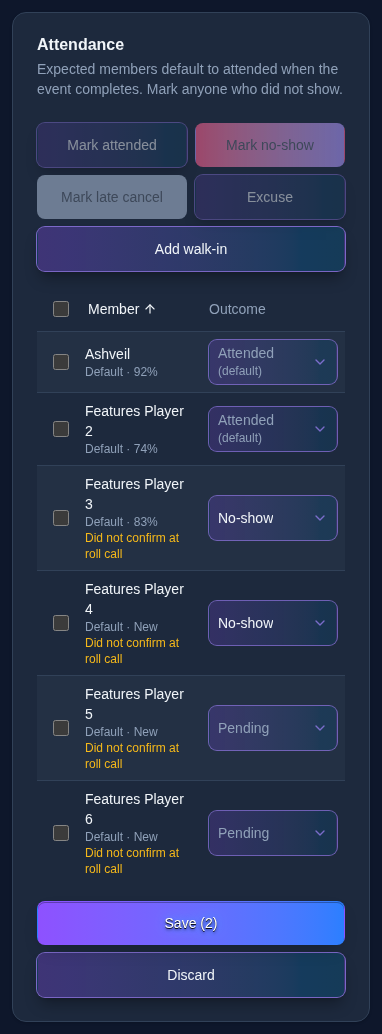 Attendance
Expected members default to attended when the
event completes. Mark anyone who did not show.
Mark attended
Mark no-show
Mark late cancel
Excuse
Add walk-in
Member ↑
Outcome
Ashveil
Default · 92%
Attended
(default)
Features Player
2
Default · 74%
Attended
(default)
Features Player
3
Default · 83%
Did not confirm at
roll call
No-show
Features Player
4
Default · New
Did not confirm at
roll call
No-show
Features Player
5
Default · New
Did not confirm at
roll call
Pending
Features Player
6
Default · New
Did not confirm at
roll call
Pending
Save (2)
Discard